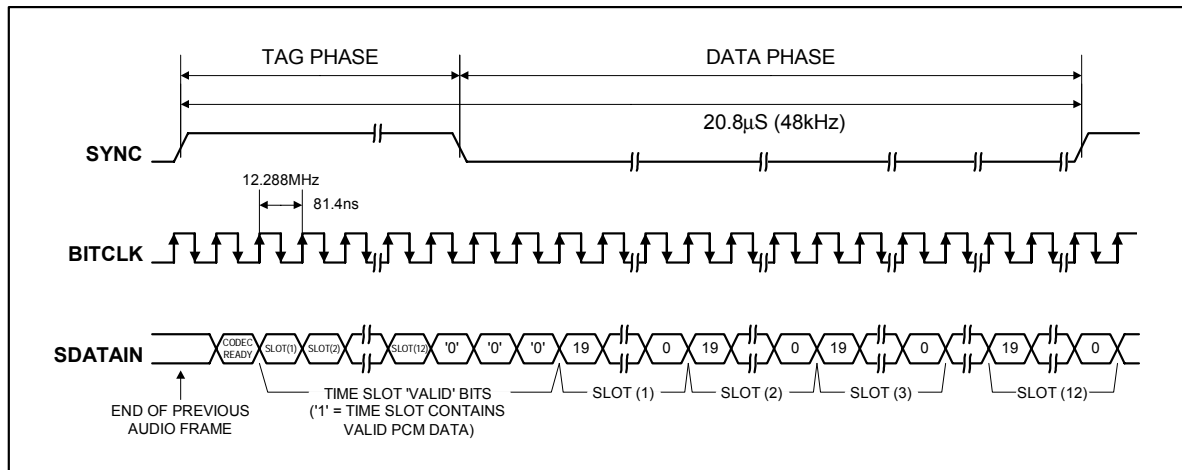 TAG PHASE
DATA PHASE
20.8µS (48kHz)
SYNC
12.288MHz
81.4ns
BITCLK
SDATAIN
CODEC
READY
SLOT(1)
SLOT(2)
SLOT(12)
'0'
'0'
'0'
19
0
19
0
19
0
19
0
END OF PREVIOUS
AUDIO FRAME
TIME SLOT 'VALID' BITS
('1' = TIME SLOT CONTAINS
VALID PCM DATA)
SLOT (1)
SLOT (2)
SLOT (3)
SLOT (12)